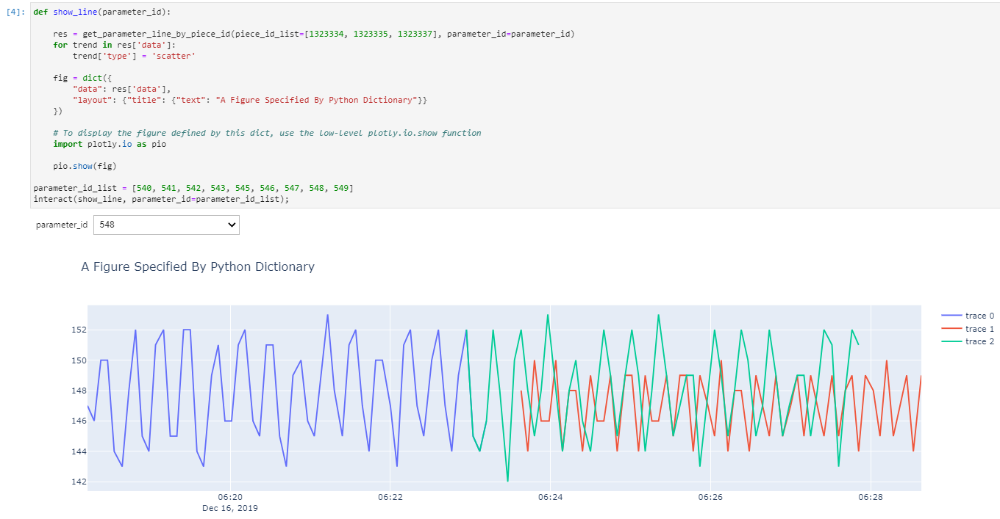 [4]: def show_line(parameter_id):
res = get_parameter_line_by_piece_id(piece_id_list=[1323334, 1323335, 1323337], parameter_id=parameter_id)
for trend in res['data']:
trend['type'] = 'scatter'
fig = dict({
"data": res['data'],
"layout": {"title": {"text": "A Figure Specified By Python Dictionary"}}
})
# To display the figure defined by this dict, use the low-level plotly.io.show function
import plotly.io as pio
pio.show(fig)
parameter_id_list = [540, 541, 542, 543, 545, 546, 547, 548, 549]
interact(show_line, parameter_id=parameter_id_list);
parameter_id 548
A Figure Specified By Python Dictionary
152
150
148
146
144
142
06:20 06:22 06:24 06:26 06:28
Dec 16, 2019
trace 0
trace 1
trace 2